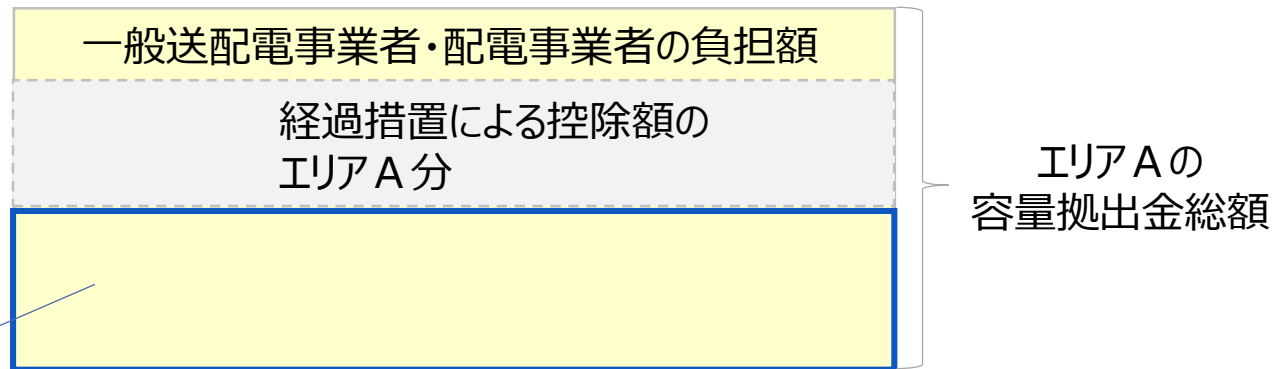 一般送配電事業者・配電事業者の負担額
経過措置による控除額の
エリアA分
エリアAの
容量拠出金総額